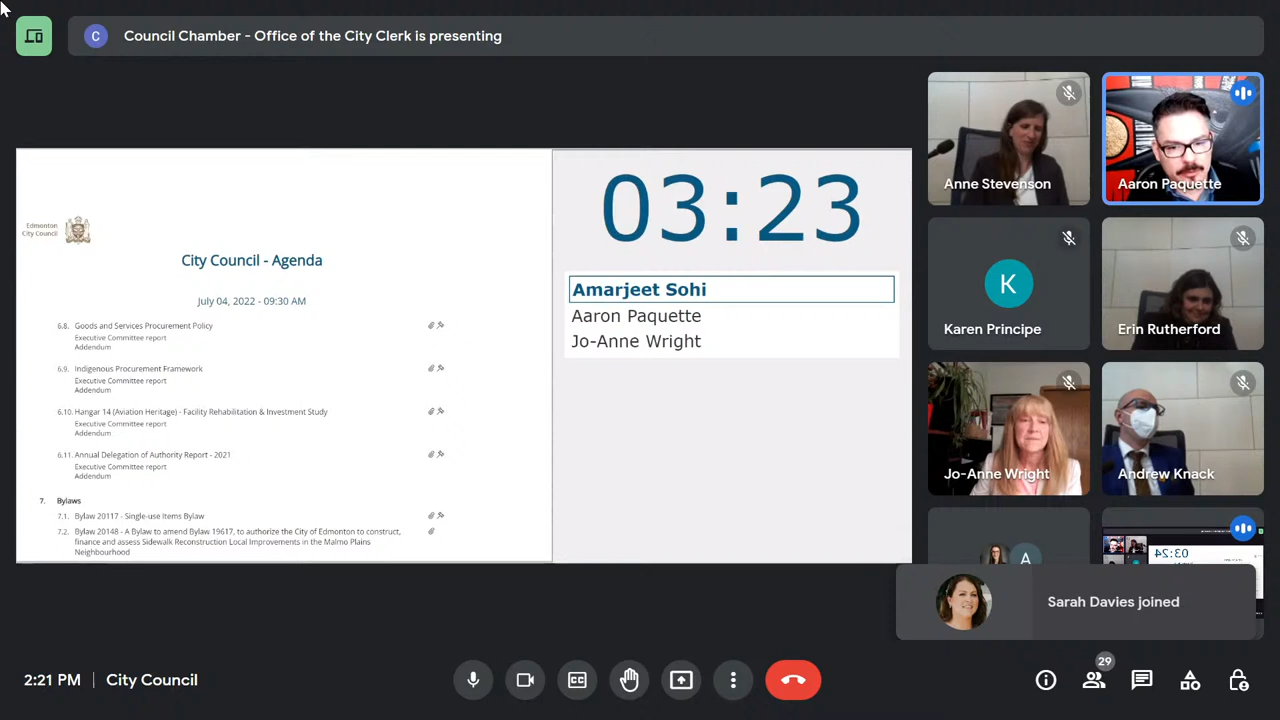 C
Council Chamber - Office of the City Clerk is presenting
Edmonton
City Council
City Council - Agenda
July 04, 2022 - 09:30 AM
6.8. Goods and Services Procurement Policy
Executive Committee report
Addendum
6.9. Indigenous Procurement Framework
Executive Committee report
Addendum
6.10. Hangar 14 (Aviation Heritage) - Facility Rehabilitation & Investment Study
Executive Committee report
Addendum
6.11. Annual Delegation of Authority Report - 2021
Executive Committee report
Addendum
7. Bylaws
7.1. Bylaw 20117 - Single-use Items Bylaw
7.2. Bylaw 20148 - A Bylaw to amend Bylaw 19617, to authorize the City of Edmonton to construct,
finance and assess Sidewalk Reconstruction Local Improvements in the Malmo Plains
Neighbourhood
03:23
Amarjeet Sohi
Aaron Paquette
Jo-Anne Wright
Anne Stevenson
Aaron Paquette
K
Karen Principe
Erin Rutherford
Jo-Anne Wright
Andrew Knack
A
03:24
Sarah Davies joined
2:21 PM | City Council
CC
29